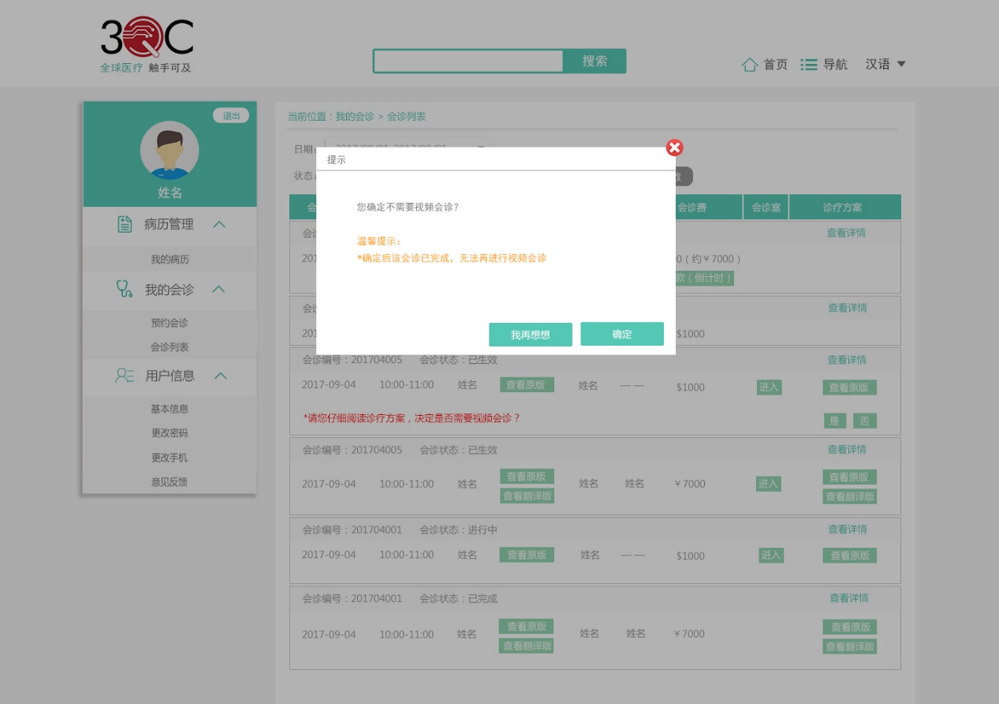 3QC
全球医疗 触手可及
搜索
首页 导航 汉语
退出
姓名
病历管理
我的病历
我的会诊
预约会诊
会诊列表
用户信息
基本信息
更改密码
更改手机
意见反馈
当前位置：我的会诊 > 会诊列表
日期：
状态：
提示
您确定不需要视频会诊?
温馨提示：
*确定后该会诊已完成，无法再进行视频会诊
我再想想 确定
会诊费 会诊室 诊疗方案
查看详情
0（约￥7000）
款（倒计时）
查看详情
$1000
会诊编号：201704005 会诊状态：已生效 查看详情
2017-09-04 10:00-11:00 姓名 查看原版 姓名 — — $1000 进入 查看原版
*请您仔细阅读诊疗方案，决定是否需要视频会诊？ 是 否
会诊编号：201704005 会诊状态：已生效 查看详情
2017-09-04 10:00-11:00 姓名 查看原版 姓名 姓名 ￥7000 进入 查看原版
查看翻译版 查看翻译版
会诊编号：201704001 会诊状态：进行中 查看详情
2017-09-04 10:00-11:00 姓名 查看原版 姓名 — — $1000 进入 查看原版
会诊编号：201704001 会诊状态：已完成 查看详情
2017-09-04 10:00-11:00 姓名 查看原版 姓名 姓名 ￥7000 查看原版
查看翻译版 查看翻译版